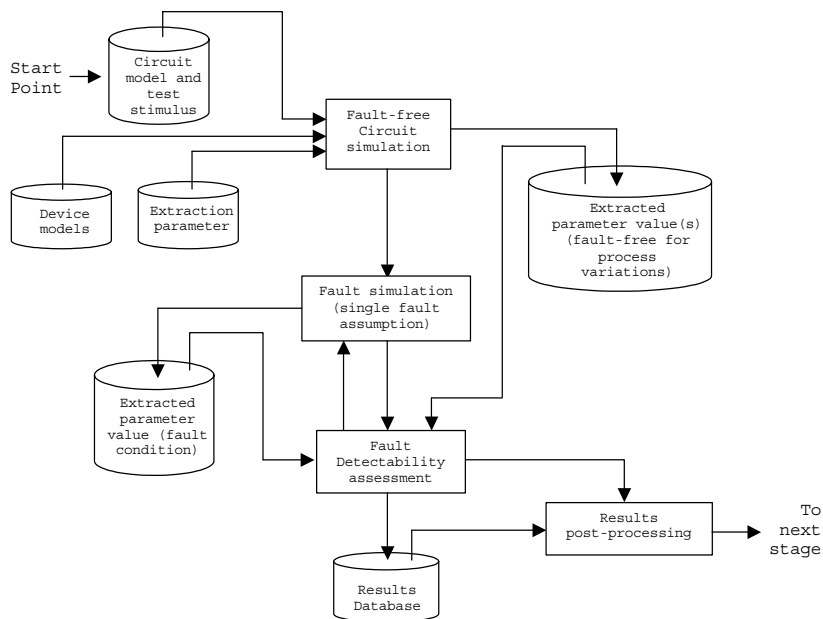 Start
Point
Circuit
model and
test
stimulus
Fault-free
Circuit
simulation
Device
models
Extraction
parameter
Extracted
parameter value(s)
(fault-free for
process
variations)
Fault simulation
(single fault
assumption)
Extracted
parameter
value (fault
condition)
Fault
Detectability
assessment
Results
post-processing
To
next
stage
Results
Database